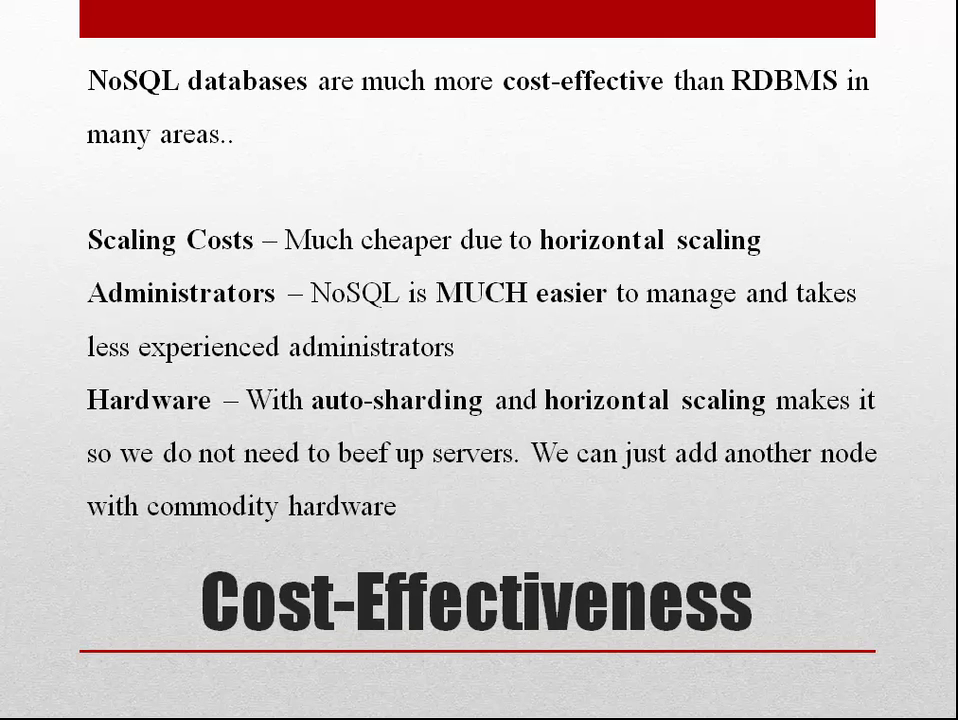 NoSQL databases are much more cost-effective than RDBMS in
many areas..
Scaling Costs – Much cheaper due to horizontal scaling
Administrators – NoSQL is MUCH easier to manage and takes
less experienced administrators
Hardware – With auto-sharding and horizontal scaling makes it
so we do not need to beef up servers. We can just add another node
with commodity hardware
Cost-Effectiveness